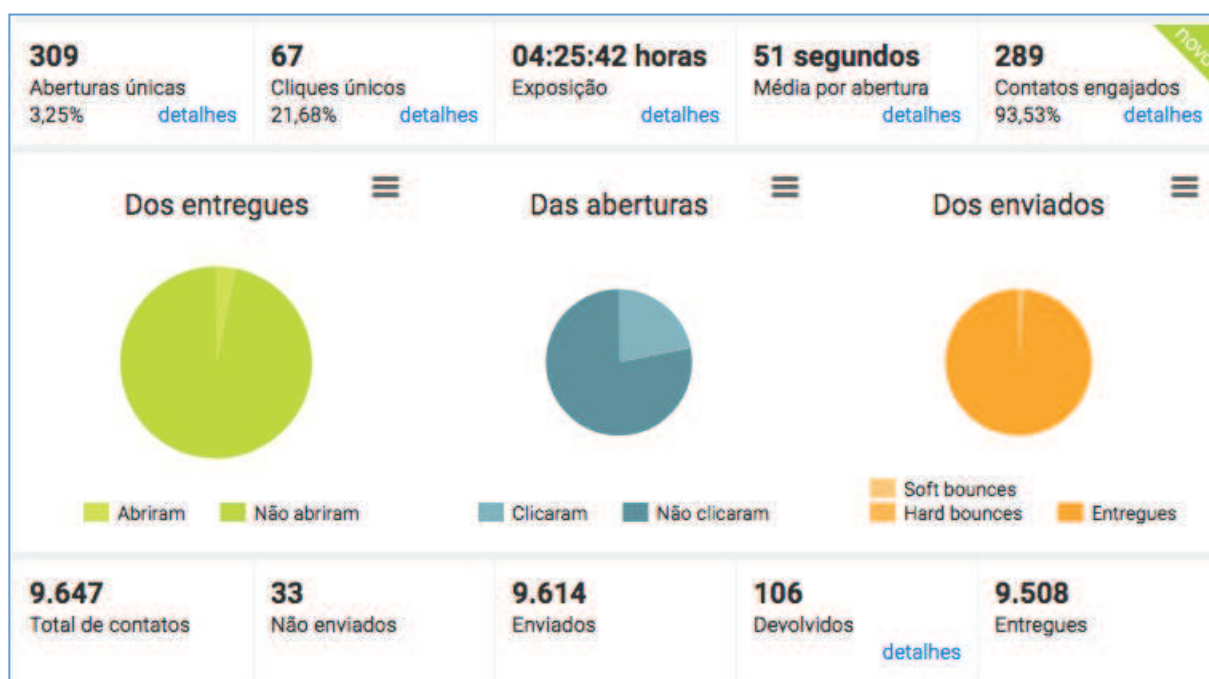 309
Aberturas únicas
3,25% detalhes
67
Cliques únicos
21,68% detalhes
04:25:42 horas
Exposição
detalhes
51 segundos
Média por abertura
detalhes
289
Contatos engajados
93,53% detalhes
novo
Dos entregues
Das aberturas
Dos enviados
Abriram Não abriram
Clicaram Não clicaram
Soft bounces
Hard bounces Entregues
9.647
Total de contatos
33
Não enviados
9.614
Enviados
106
Devolvidos
detalhes
9.508
Entregues